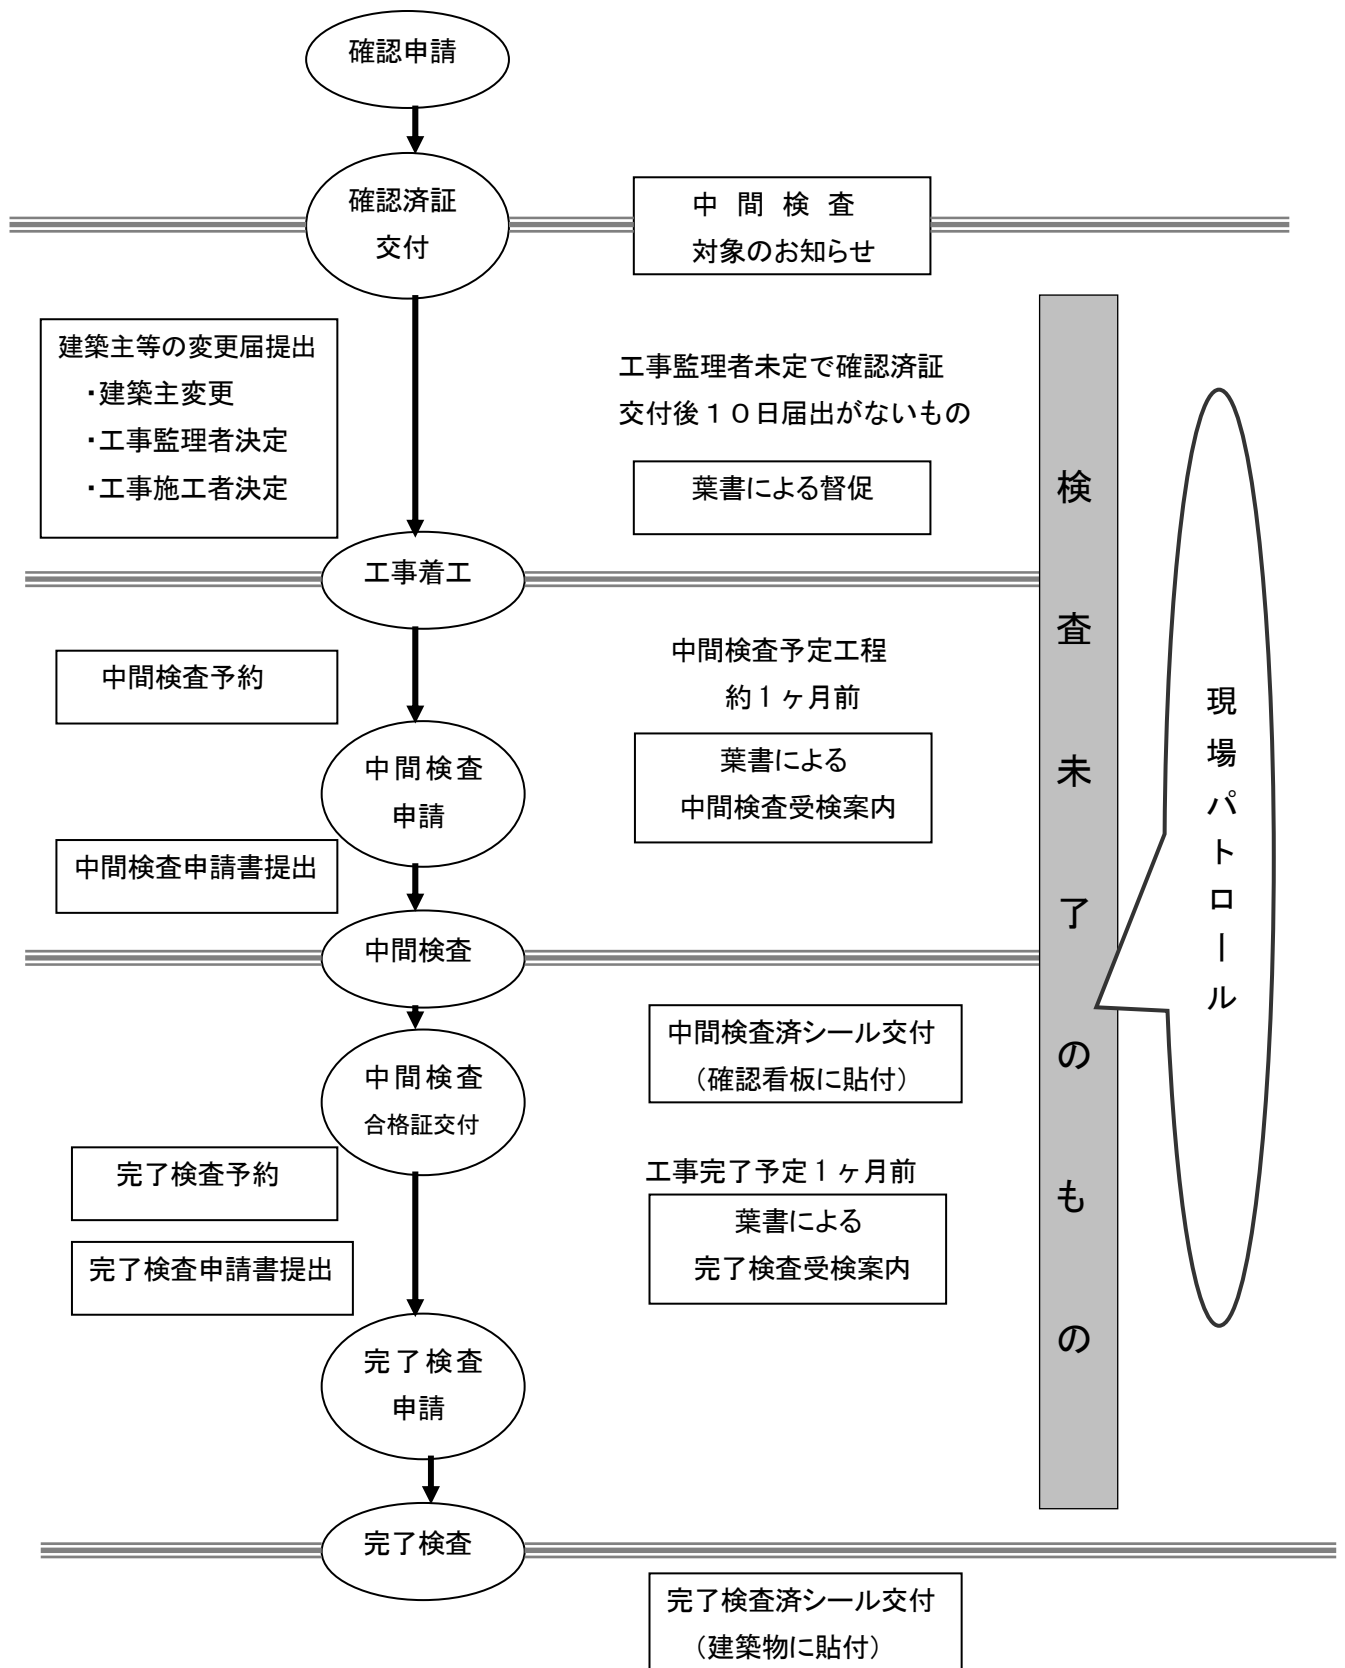 確認申請
確認済証
交付
中間検査
対象のお知らせ
建築主等の変更届提出
・建築主変更
・工事監理者決定
・工事施工者決定
工事監理者未定で確認済証
交付後１０日届出がないもの
葉書による督促
工事着工
中間検査予約
中間検査予定工程
約1ヶ月前
中間検査
申請
葉書による
中間検査受検案内
中間検査申請書提出
中間検査
中間検査済シール交付
（確認看板に貼付）
中間検査
合格証交付
完了検査予約
工事完了予定1ヶ月前
葉書による
完了検査受検案内
完了検査申請書提出
完了検査
申請
完了検査
完了検査済シール交付
（建築物に貼付）
検査未了のもの
現場パトロール